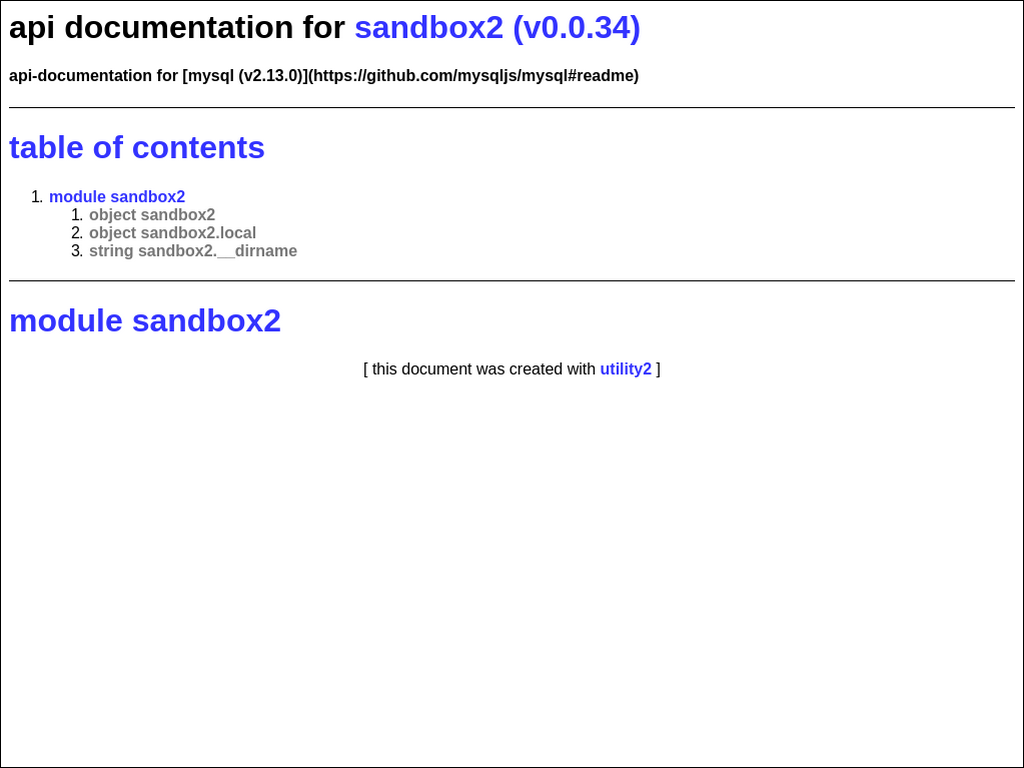 api documentation for sandbox2 (v0.0.34)
api-documentation for [mysql (v2.13.0)](https://github.com/mysqljs/mysql#readme)
table of contents
1. module sandbox2
1. object sandbox2
2. object sandbox2.local
3. string sandbox2.__dirname
module sandbox2
[ this document was created with utility2 ]